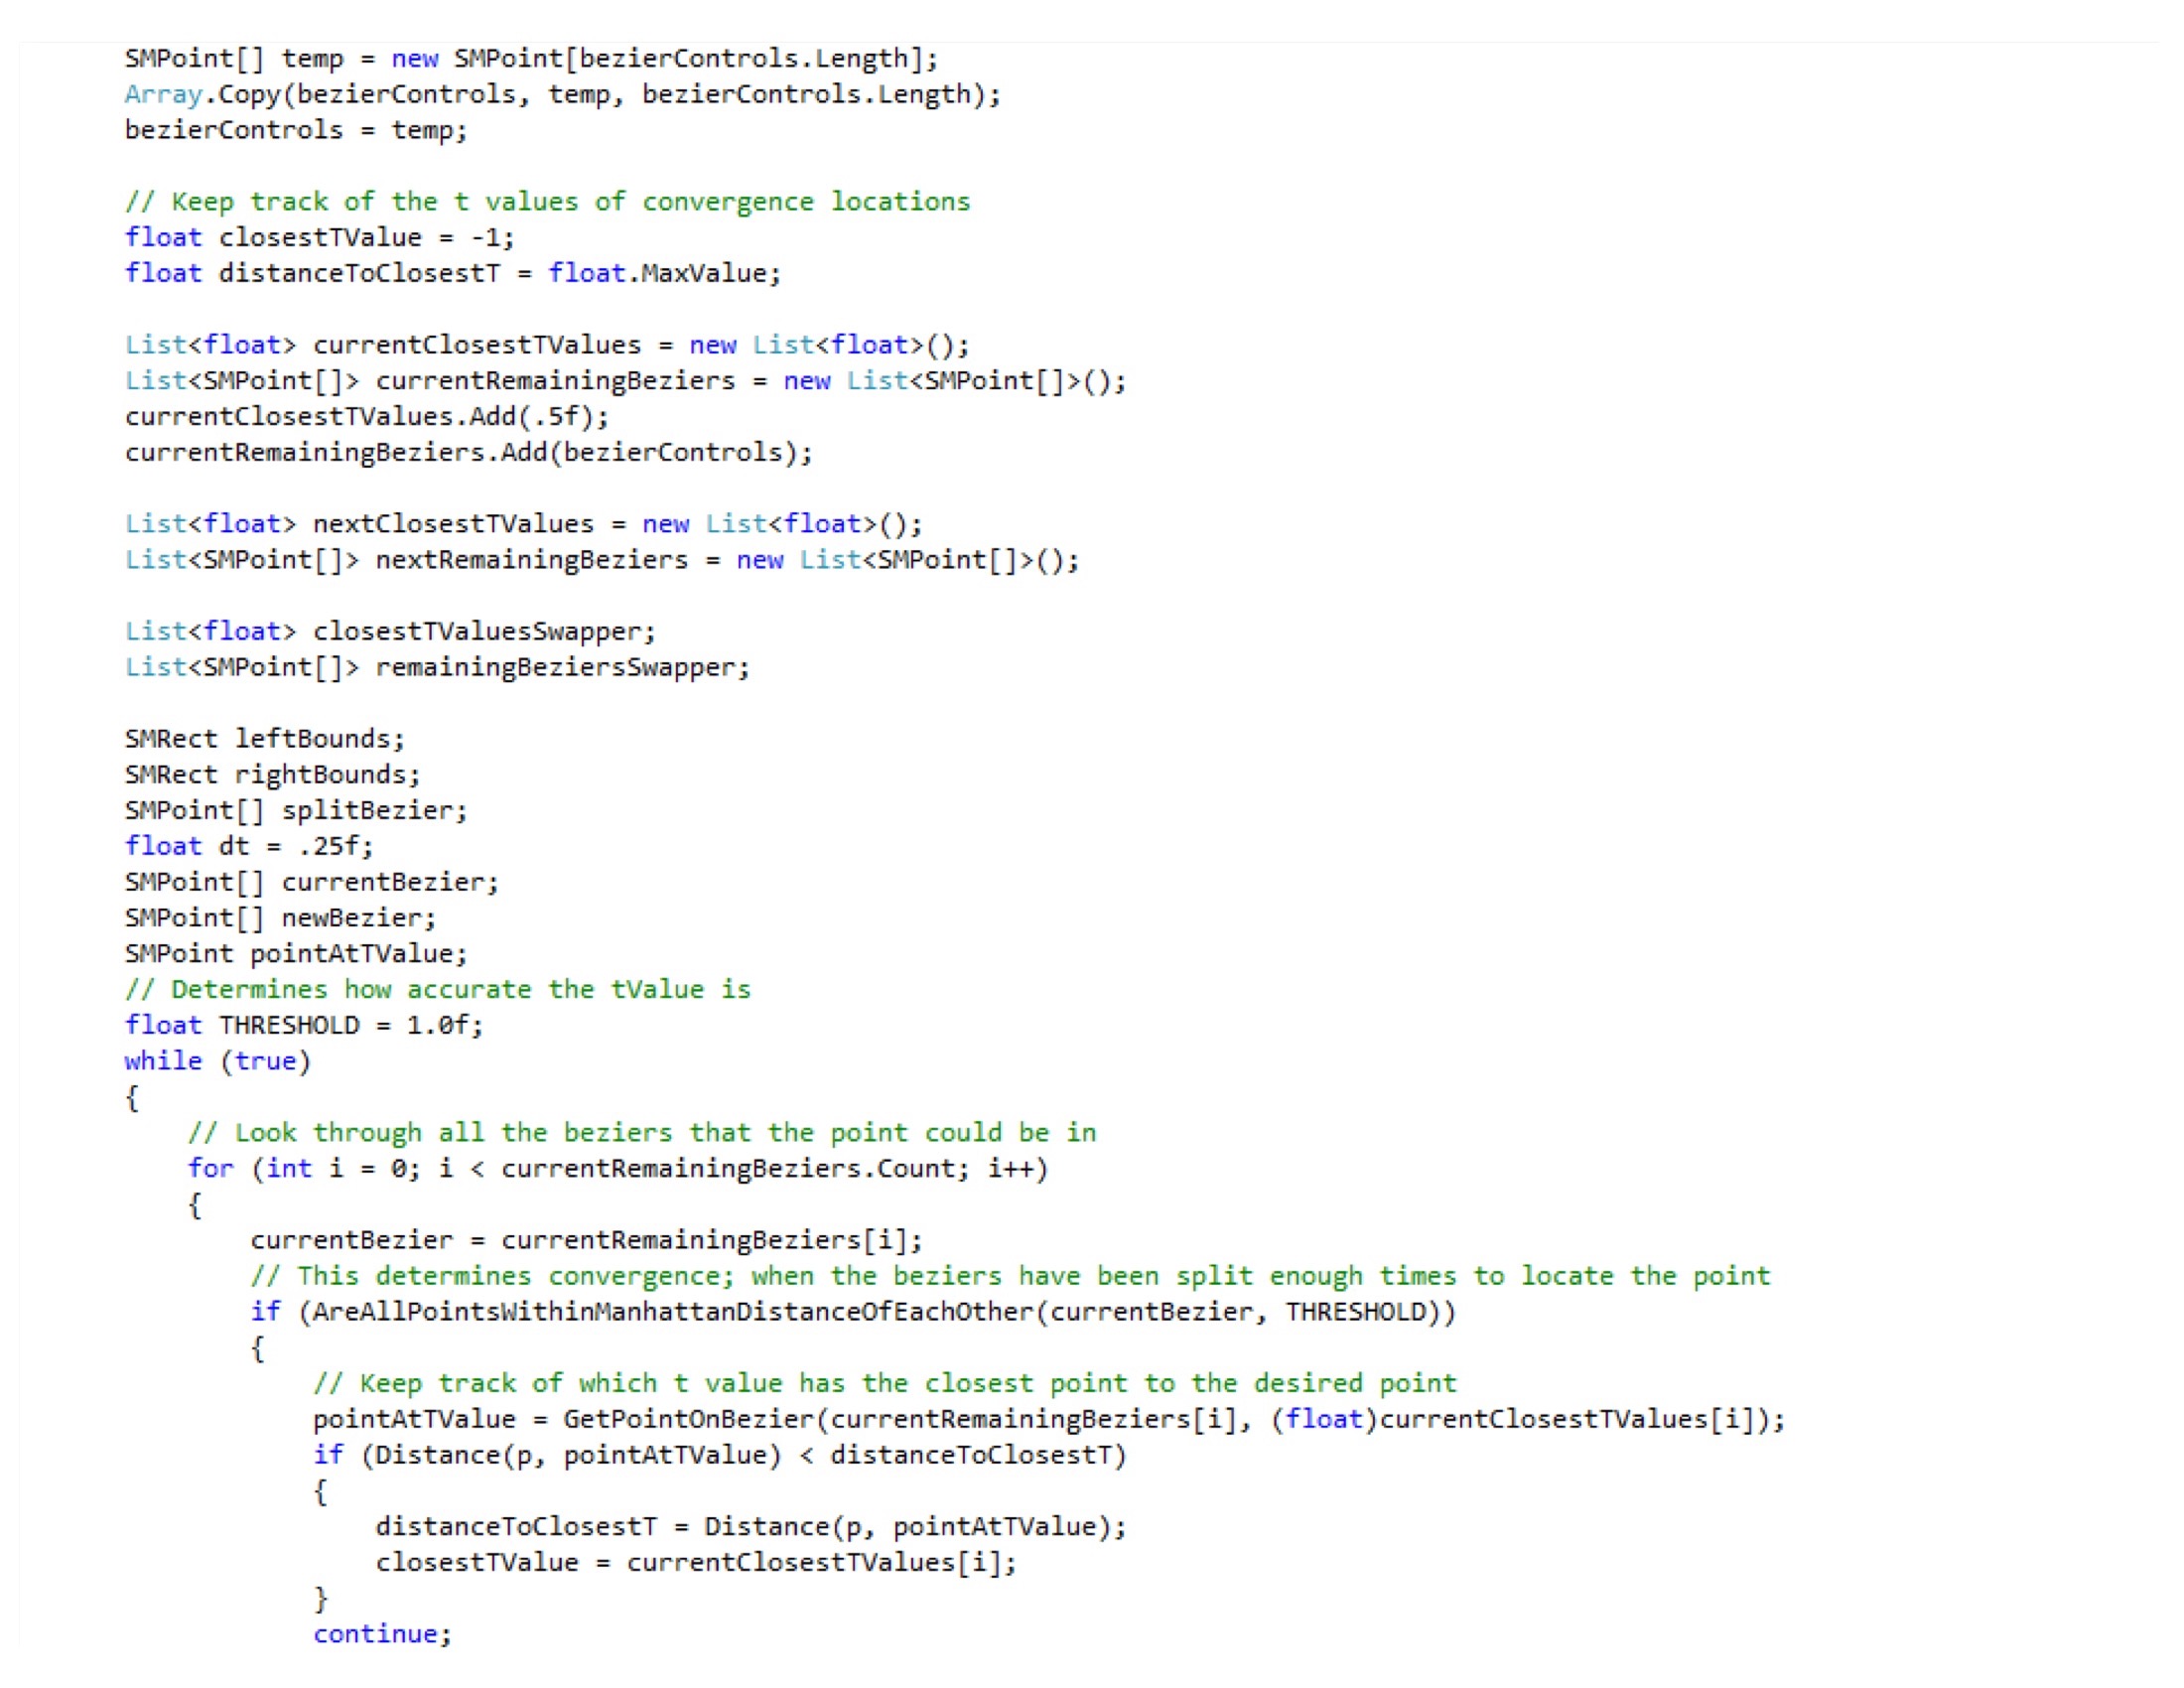 SMPoint[] temp = new SMPoint[bezierControls.Length];
Array.Copy(bezierControls, temp, bezierControls.Length);
bezierControls = temp;
// Keep track of the t values of convergence locations
float closestTValue = -1;
float distanceToClosestT = float.MaxValue;
List<float> currentClosestTValues = new List<float>();
List<SMPoint[]> currentRemainingBeziers = new List<SMPoint[]>();
currentClosestTValues.Add(.5f);
currentRemainingBeziers.Add(bezierControls);
List<float> nextClosestTValues = new List<float>();
List<SMPoint[]> nextRemainingBeziers = new List<SMPoint[]>();
List<float> closestTValuesSwapper;
List<SMPoint[]> remainingBeziersSwapper;
SMRect leftBounds;
SMRect rightBounds;
SMPoint[] splitBezier;
float dt = .25f;
SMPoint[] currentBezier;
SMPoint[] newBezier;
SMPoint pointAtTValue;
// Determines how accurate the tValue is
float THRESHOLD = 1.0f;
while (true)
{
// Look through all the beziers that the point could be in
for (int i = 0; i < currentRemainingBeziers.Count; i++)
{
currentBezier = currentRemainingBeziers[i];
// This determines convergence; when the beziers have been split enough times to locate the point
if (AreAllPointsWithinManhattanDistanceOfEachOther(currentBezier, THRESHOLD))
{
// Keep track of which t value has the closest point to the desired point
pointAtTValue = GetPointOnBezier(currentRemainingBeziers[i], (float)currentClosestTValues[i]);
if (Distance(p, pointAtTValue) < distanceToClosestT)
{
distanceToClosestT = Distance(p, pointAtTValue);
closestTValue = currentClosestTValues[i];
}
continue;